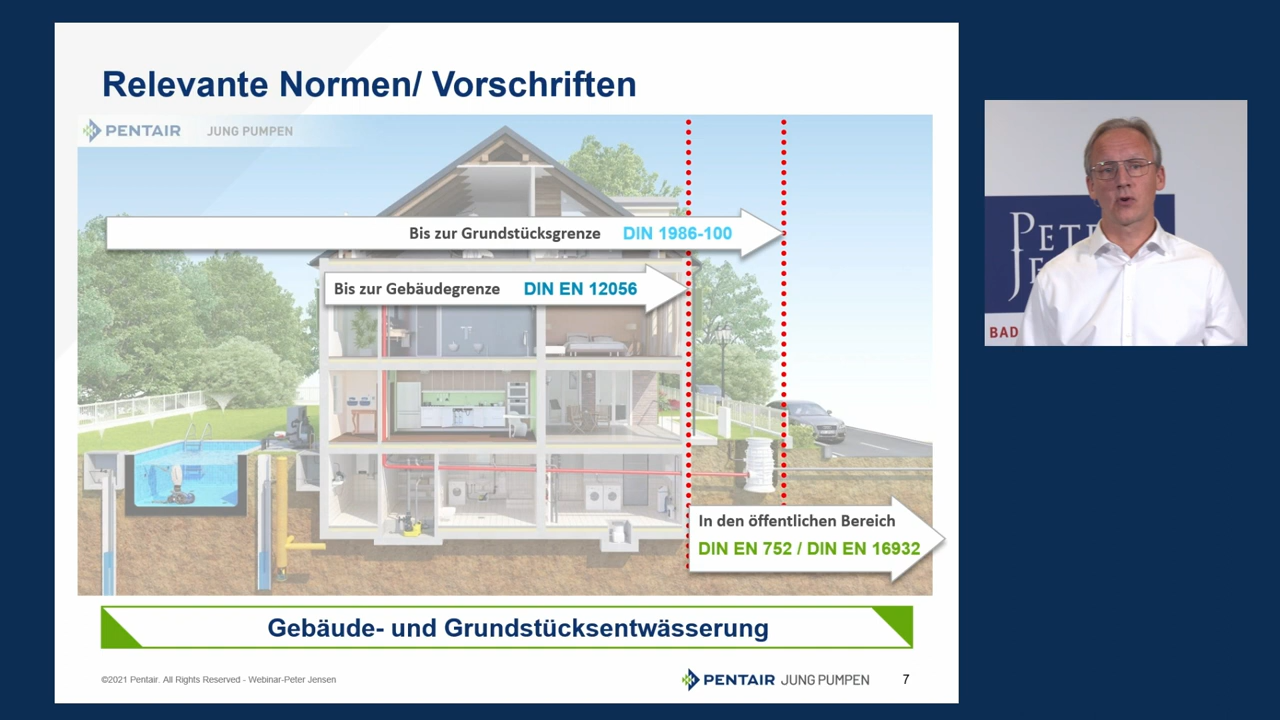 Relevante Normen/ Vorschriften
PENTAIR JUNG PUMPEN
Bis zur Grundstücksgrenze DIN 1986-100
Bis zur Gebäudegrenze DIN EN 12056
In den öffentlichen Bereich
DIN EN 752 / DIN EN 16932
Gebäude- und Grundstücksentwässerung
©2021 Pentair. All Rights Reserved - Webinar-Peter Jensen
PENTAIR JUNG PUMPEN
7
BAD